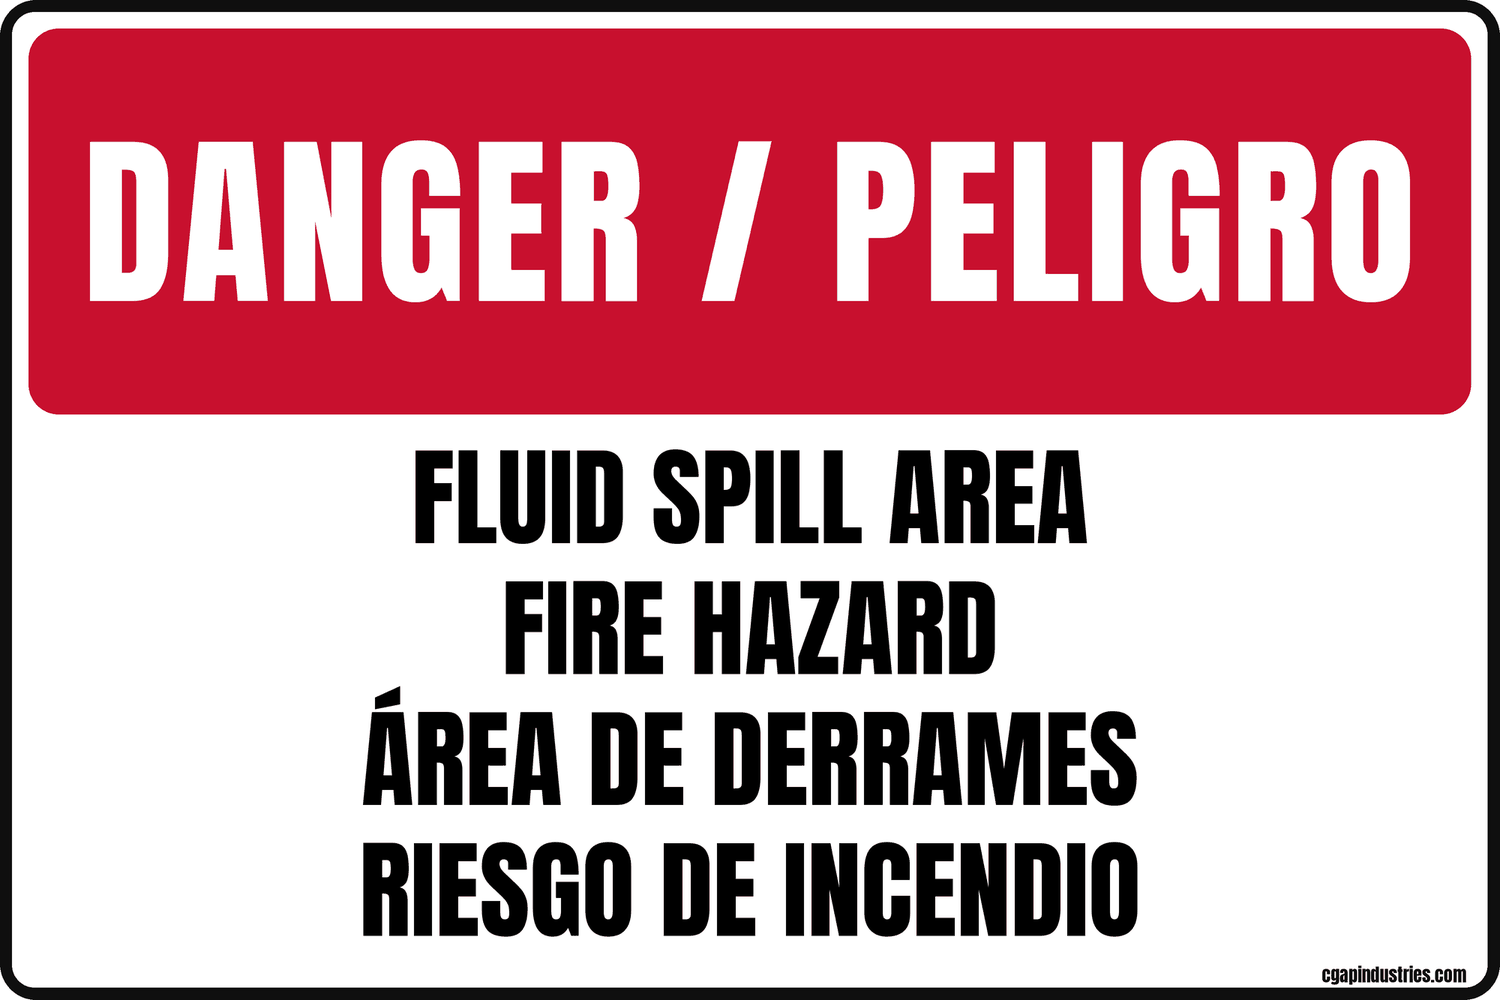 DANGER / PELIGRO
FLUID SPILL AREA
FIRE HAZARD
ÁREA DE DERRAMES
RIESGO DE INCENDIO
cgapindustries.com